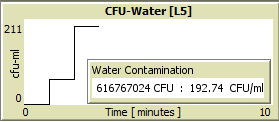 CFU-Water [L5]
211
cfu-ml
0
Water Contamination
616767024 CFU : 192.74 CFU/ml
0 Time [ minutes ] 10